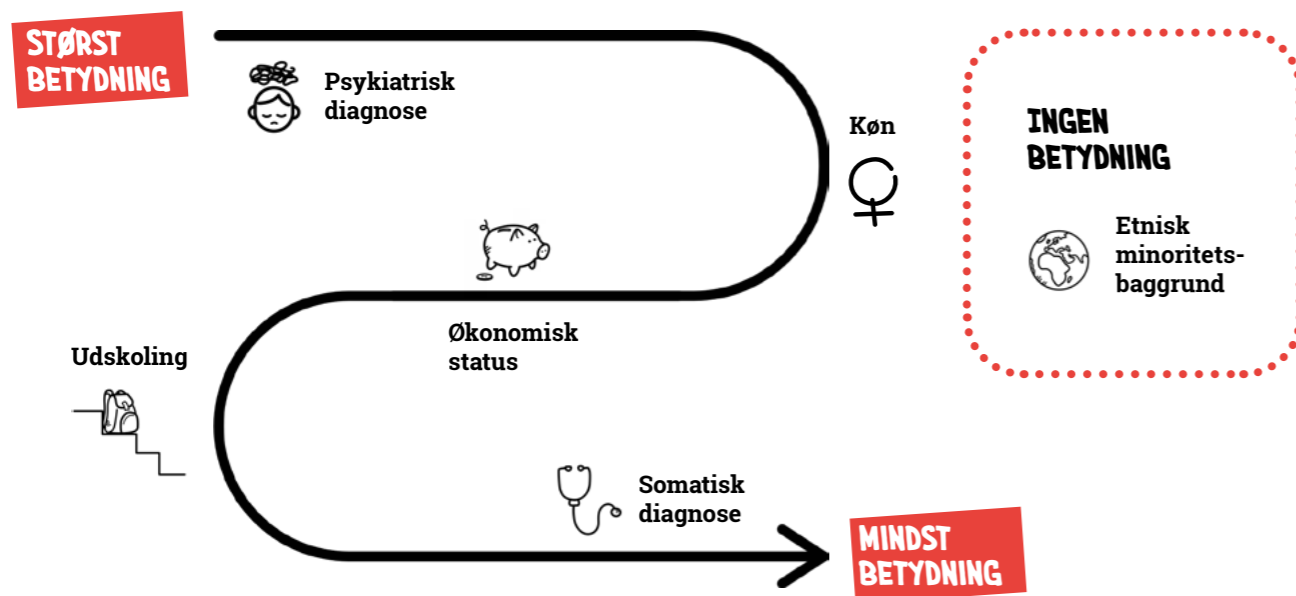 STØRST
BETYDNING
Psykiatrisk
diagnose
Køn
INGEN
BETYDNING
Etnisk
minoritets-
baggrund
Økonomisk
status
Udskoling
Somatisk
diagnose
MINDST
BETYDNING